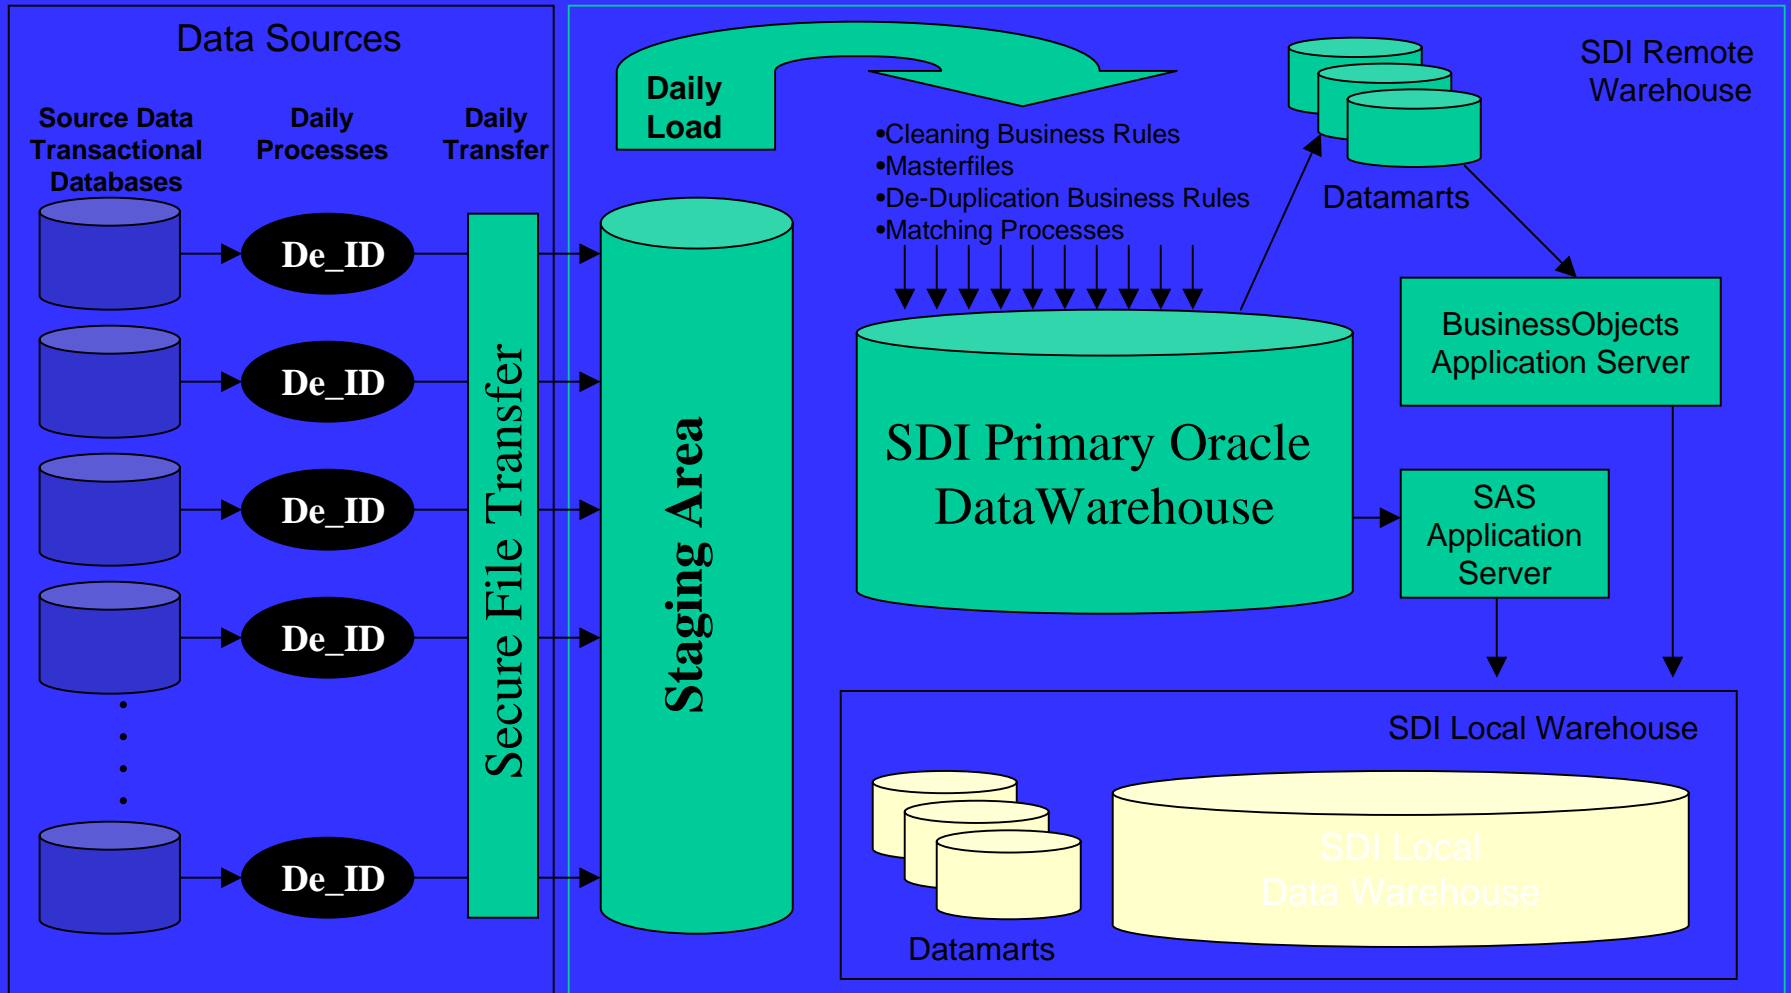 Data Sources
Source Data
Transactional
Databases
Daily
Processes
Daily
Transfer
De_ID
De_ID
De_ID
De_ID
De_ID
Secure File Transfer
Staging Area
Daily
Load
•Cleaning Business Rules
•Masterfiles
•De-Duplication Business Rules
•Matching Processes
SDI Primary Oracle
DataWarehouse
Datamarts
SDI Remote
Warehouse
BusinessObjects
Application Server
SAS
Application
Server
SDI Local Warehouse
Datamarts
SDI Local
Data Warehouse